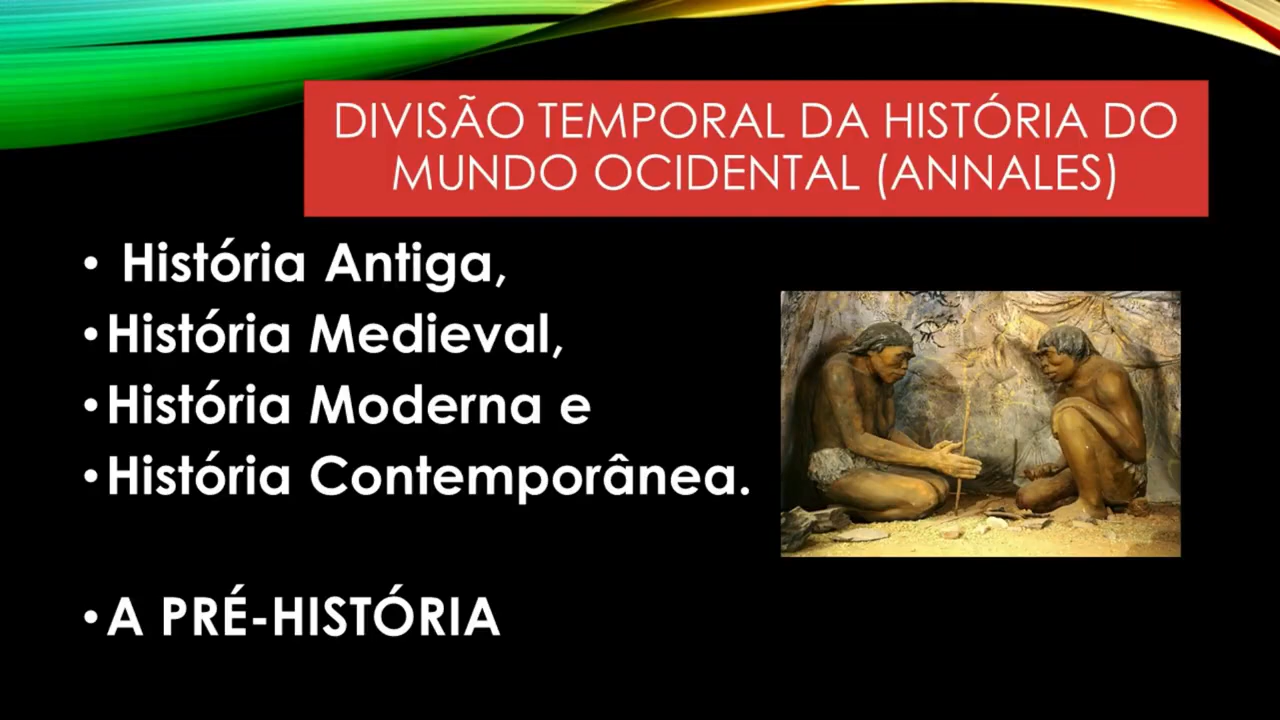 DIVISÃO TEMPORAL DA HISTÓRIA DO
MUNDO OCIDENTAL (ANNALES)
• História Antiga,
• História Medieval,
• História Moderna e
• História Contemporânea.
• A PRÉ-HISTÓRIA